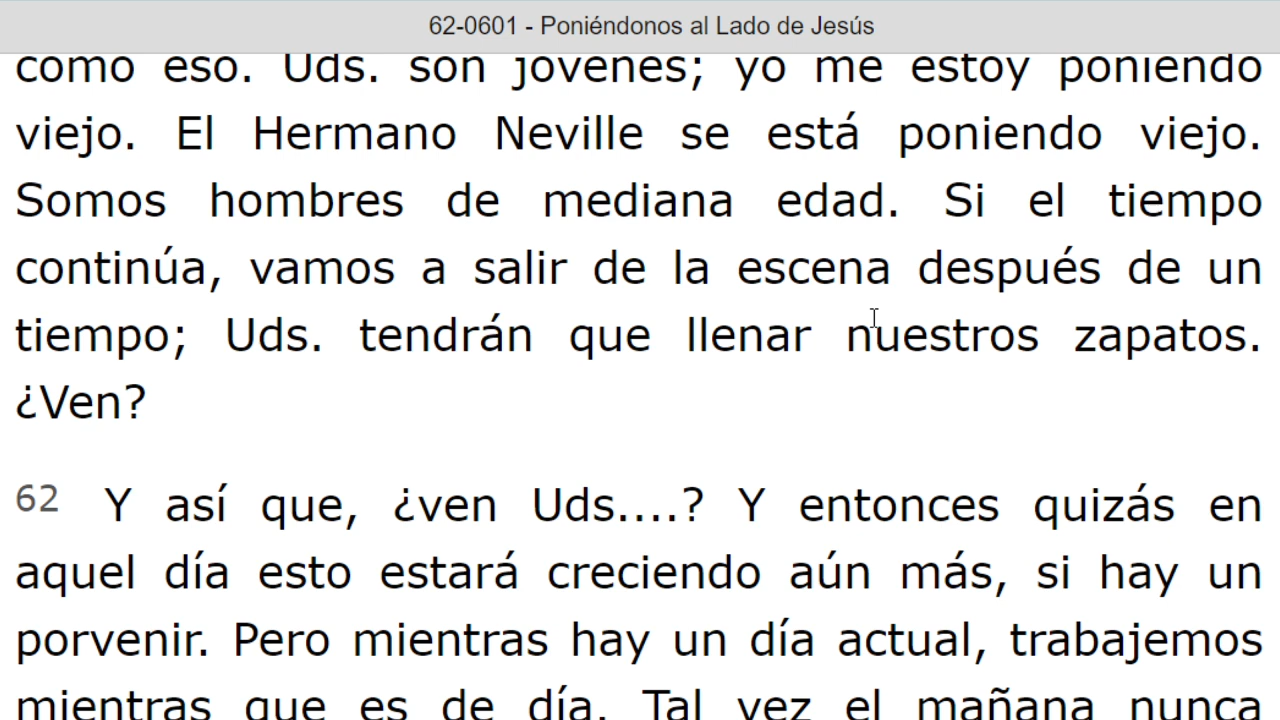 62-0601 - Poniéndonos al Lado de Jesús
como eso. Uds. son jóvenes; yo me estoy poniendo
viejo. El Hermano Neville se está poniendo viejo.
Somos hombres de mediana edad. Si el tiempo
continúa, vamos a salir de la escena después de un
tiempo; Uds. tendrán que llenar nuestros zapatos.
¿Ven?
62 Y así que, ¿ven Uds....? Y entonces quizás en
aquel día esto estará creciendo aún más, si hay un
porvenir. Pero mientras hay un día actual, trabajemos
mientras que es de día. Tal vez el mañana nunca